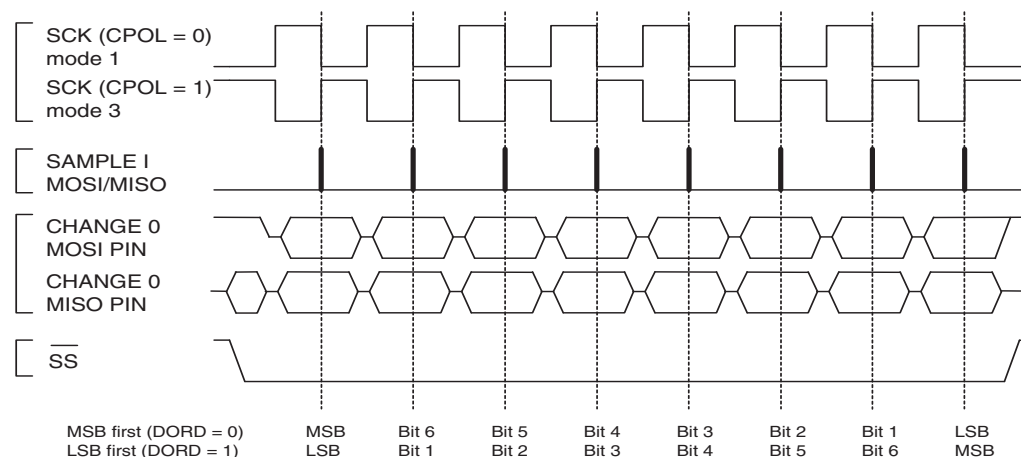 SCK (CPOL = 0)
mode 1
SCK (CPOL = 1)
mode 3
SAMPLE I
MOSI/MISO
CHANGE 0
MOSI PIN
CHANGE 0
MISO PIN
SS
MSB first (DORD = 0) MSB Bit 6 Bit 5 Bit 4 Bit 3 Bit 2 Bit 1 LSB
LSB first (DORD = 1) LSB Bit 1 Bit 2 Bit 3 Bit 4 Bit 5 Bit 6 MSB